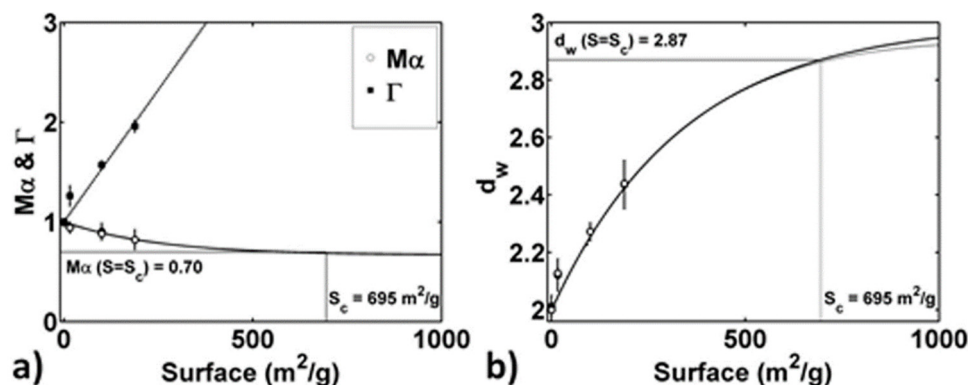 3
2
1
0
Mα & Γ
Mα
Γ
Mα (S=Sc) = 0.70
Sc = 695 m²/g
0 500 1000
Surface (m²/g)
a)
3
2.8
2.6
2.4
2.2
2
dw
dw (S=Sc) = 2.87
Sc = 695 m²/g
0 500 1000
Surface (m²/g)
b)